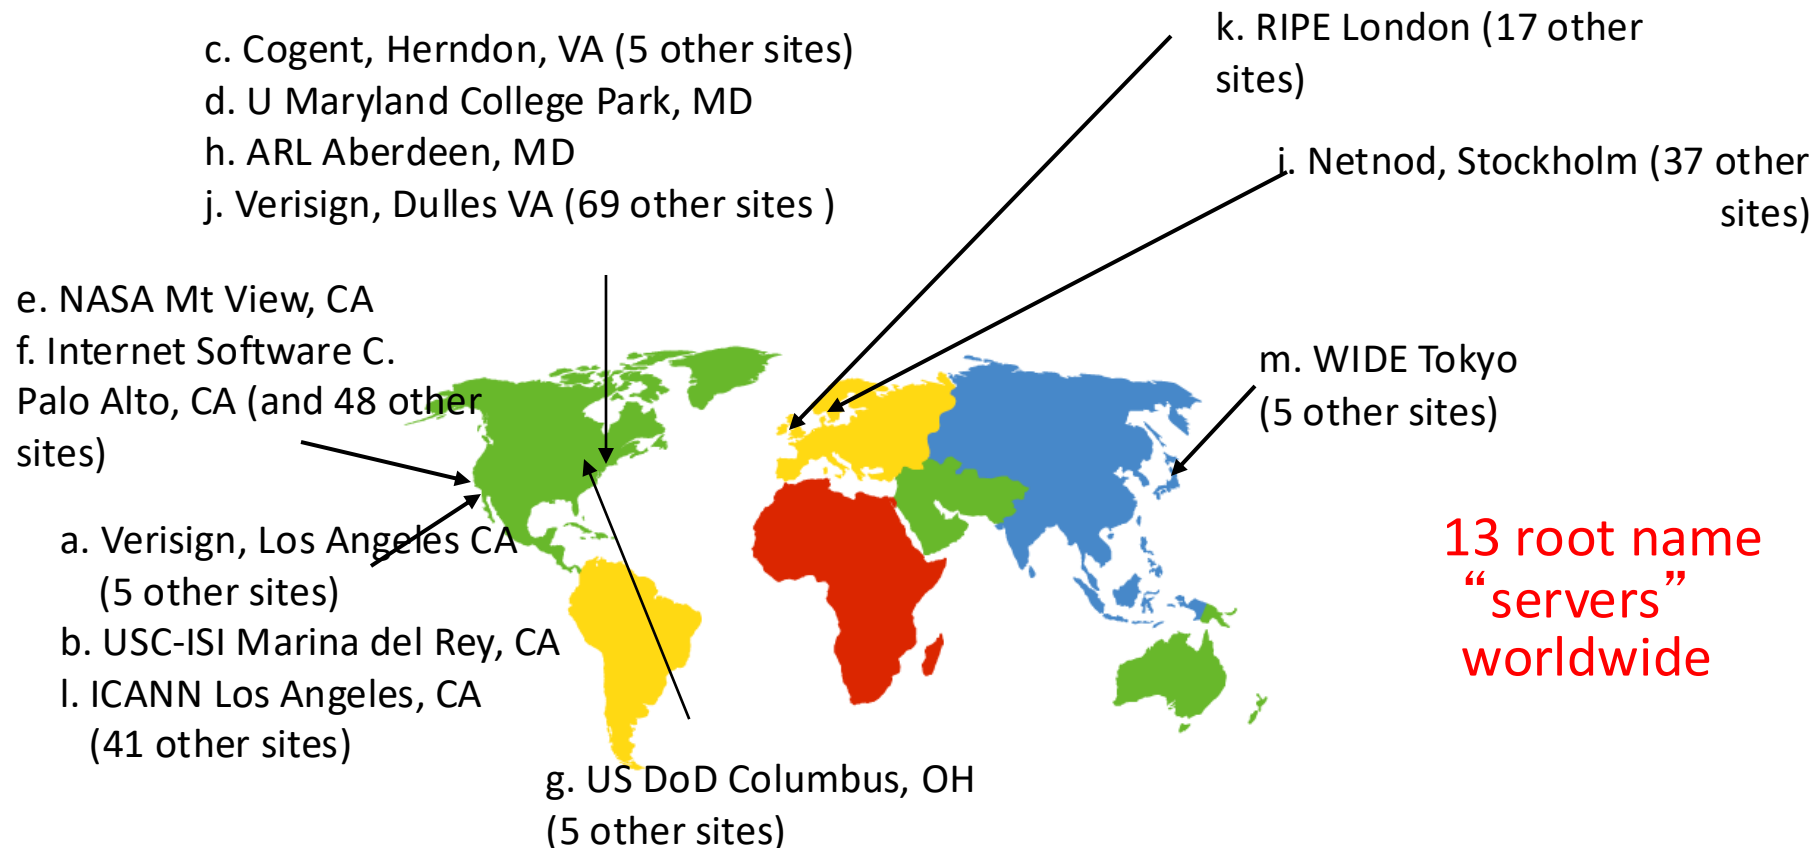 c. Cogent, Herndon, VA (5 other sites)
d. U Maryland College Park, MD
h. ARL Aberdeen, MD
j. Verisign, Dulles VA (69 other sites )
k. RIPE London (17 other
sites)
i. Netnod, Stockholm (37 other
sites)
e. NASA Mt View, CA
f. Internet Software C.
Palo Alto, CA (and 48 other
sites)
m. WIDE Tokyo
(5 other sites)
a. Verisign, Los Angeles CA
(5 other sites)
b. USC-ISI Marina del Rey, CA
l. ICANN Los Angeles, CA
(41 other sites)
13 root name
“servers”
worldwide
g. US DoD Columbus, OH
(5 other sites)